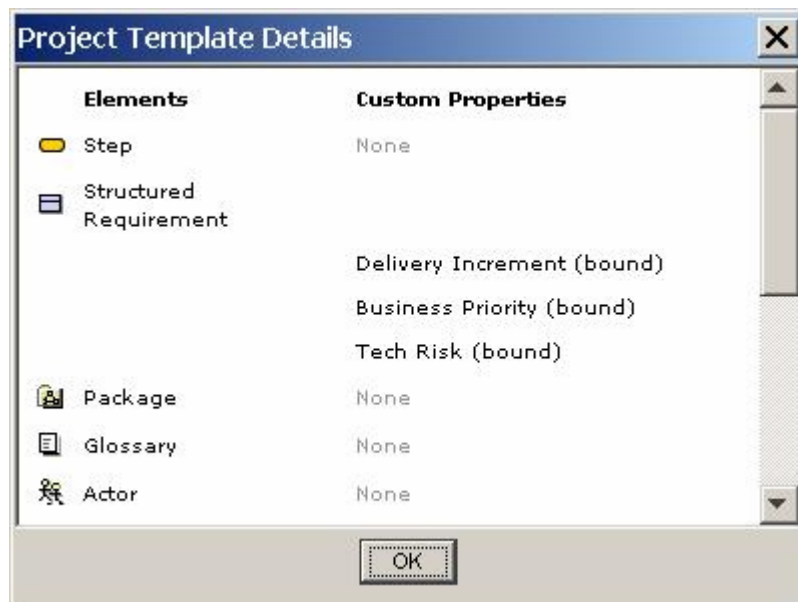 Project Template Details
Elements Custom Properties
Step None
Structured
Requirement
Delivery Increment (bound)
Business Priority (bound)
Tech Risk (bound)
Package None
Glossary None
Actor None
OK